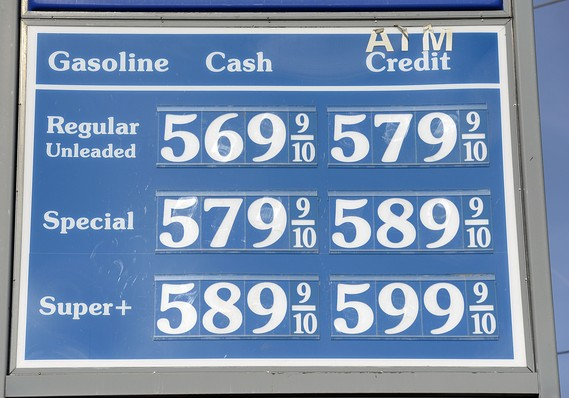 ATM
Gasoline Cash Credit
Regular
Unleaded
569 9/10 579 9/10
Special 579 9/10 589 9/10
Super+ 589 9/10 599 9/10